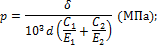 p = δ / (10³ d (C₁/E₁ + C₂/E₂)) (МПа);